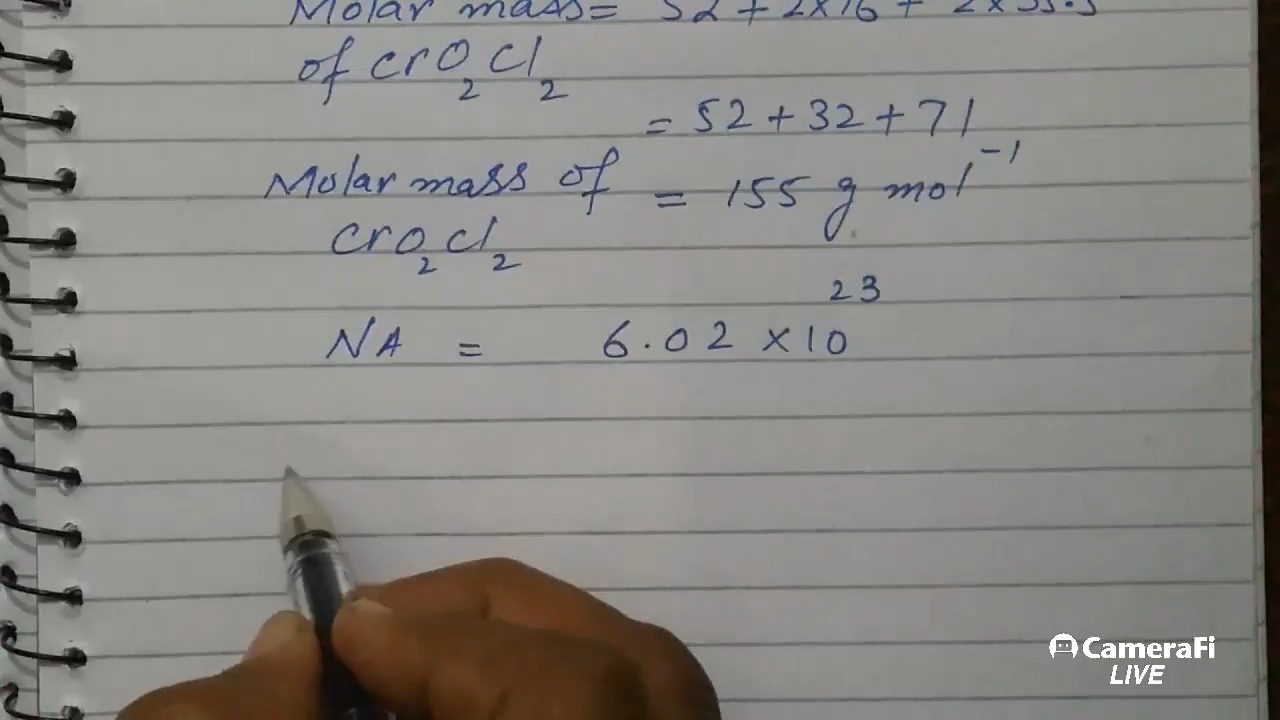 Molar mass = 52 + 2x16 + 2x35.5
of crO2Cl2
= 52 + 32 + 71
Molar mass of = 155 g mol-1
CrO2Cl2
NA = 6.02 x 10 23
CameraFi
LIVE